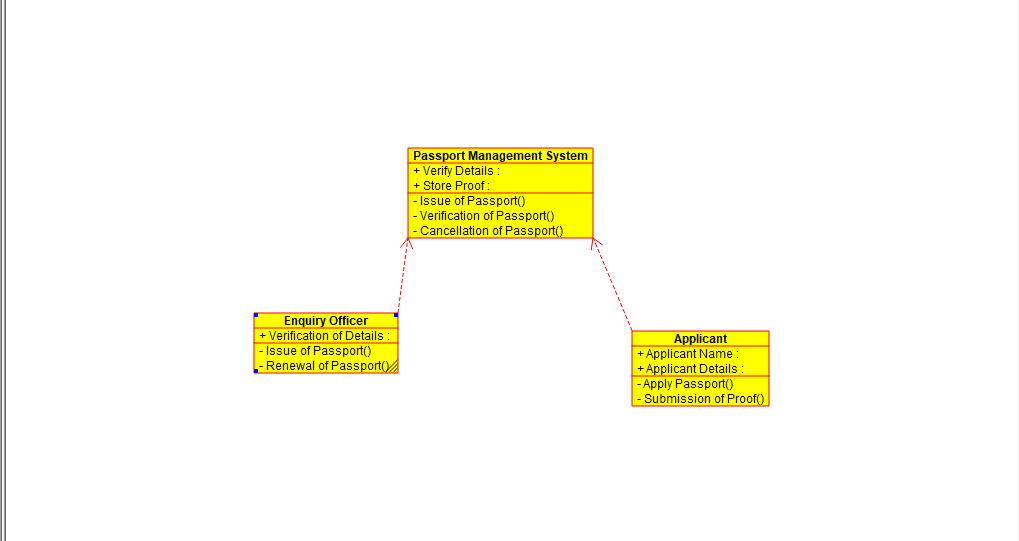 Passport Management System
+ Verify Details :
+ Store Proof :
- Issue of Passport()
- Verification of Passport()
- Cancellation of Passport()
Enquiry Officer
+ Verification of Details :
- Issue of Passport()
- Renewal of Passport()
Applicant
+ Applicant Name :
+ Applicant Details :
- Apply Passport()
- Submission of Proof()